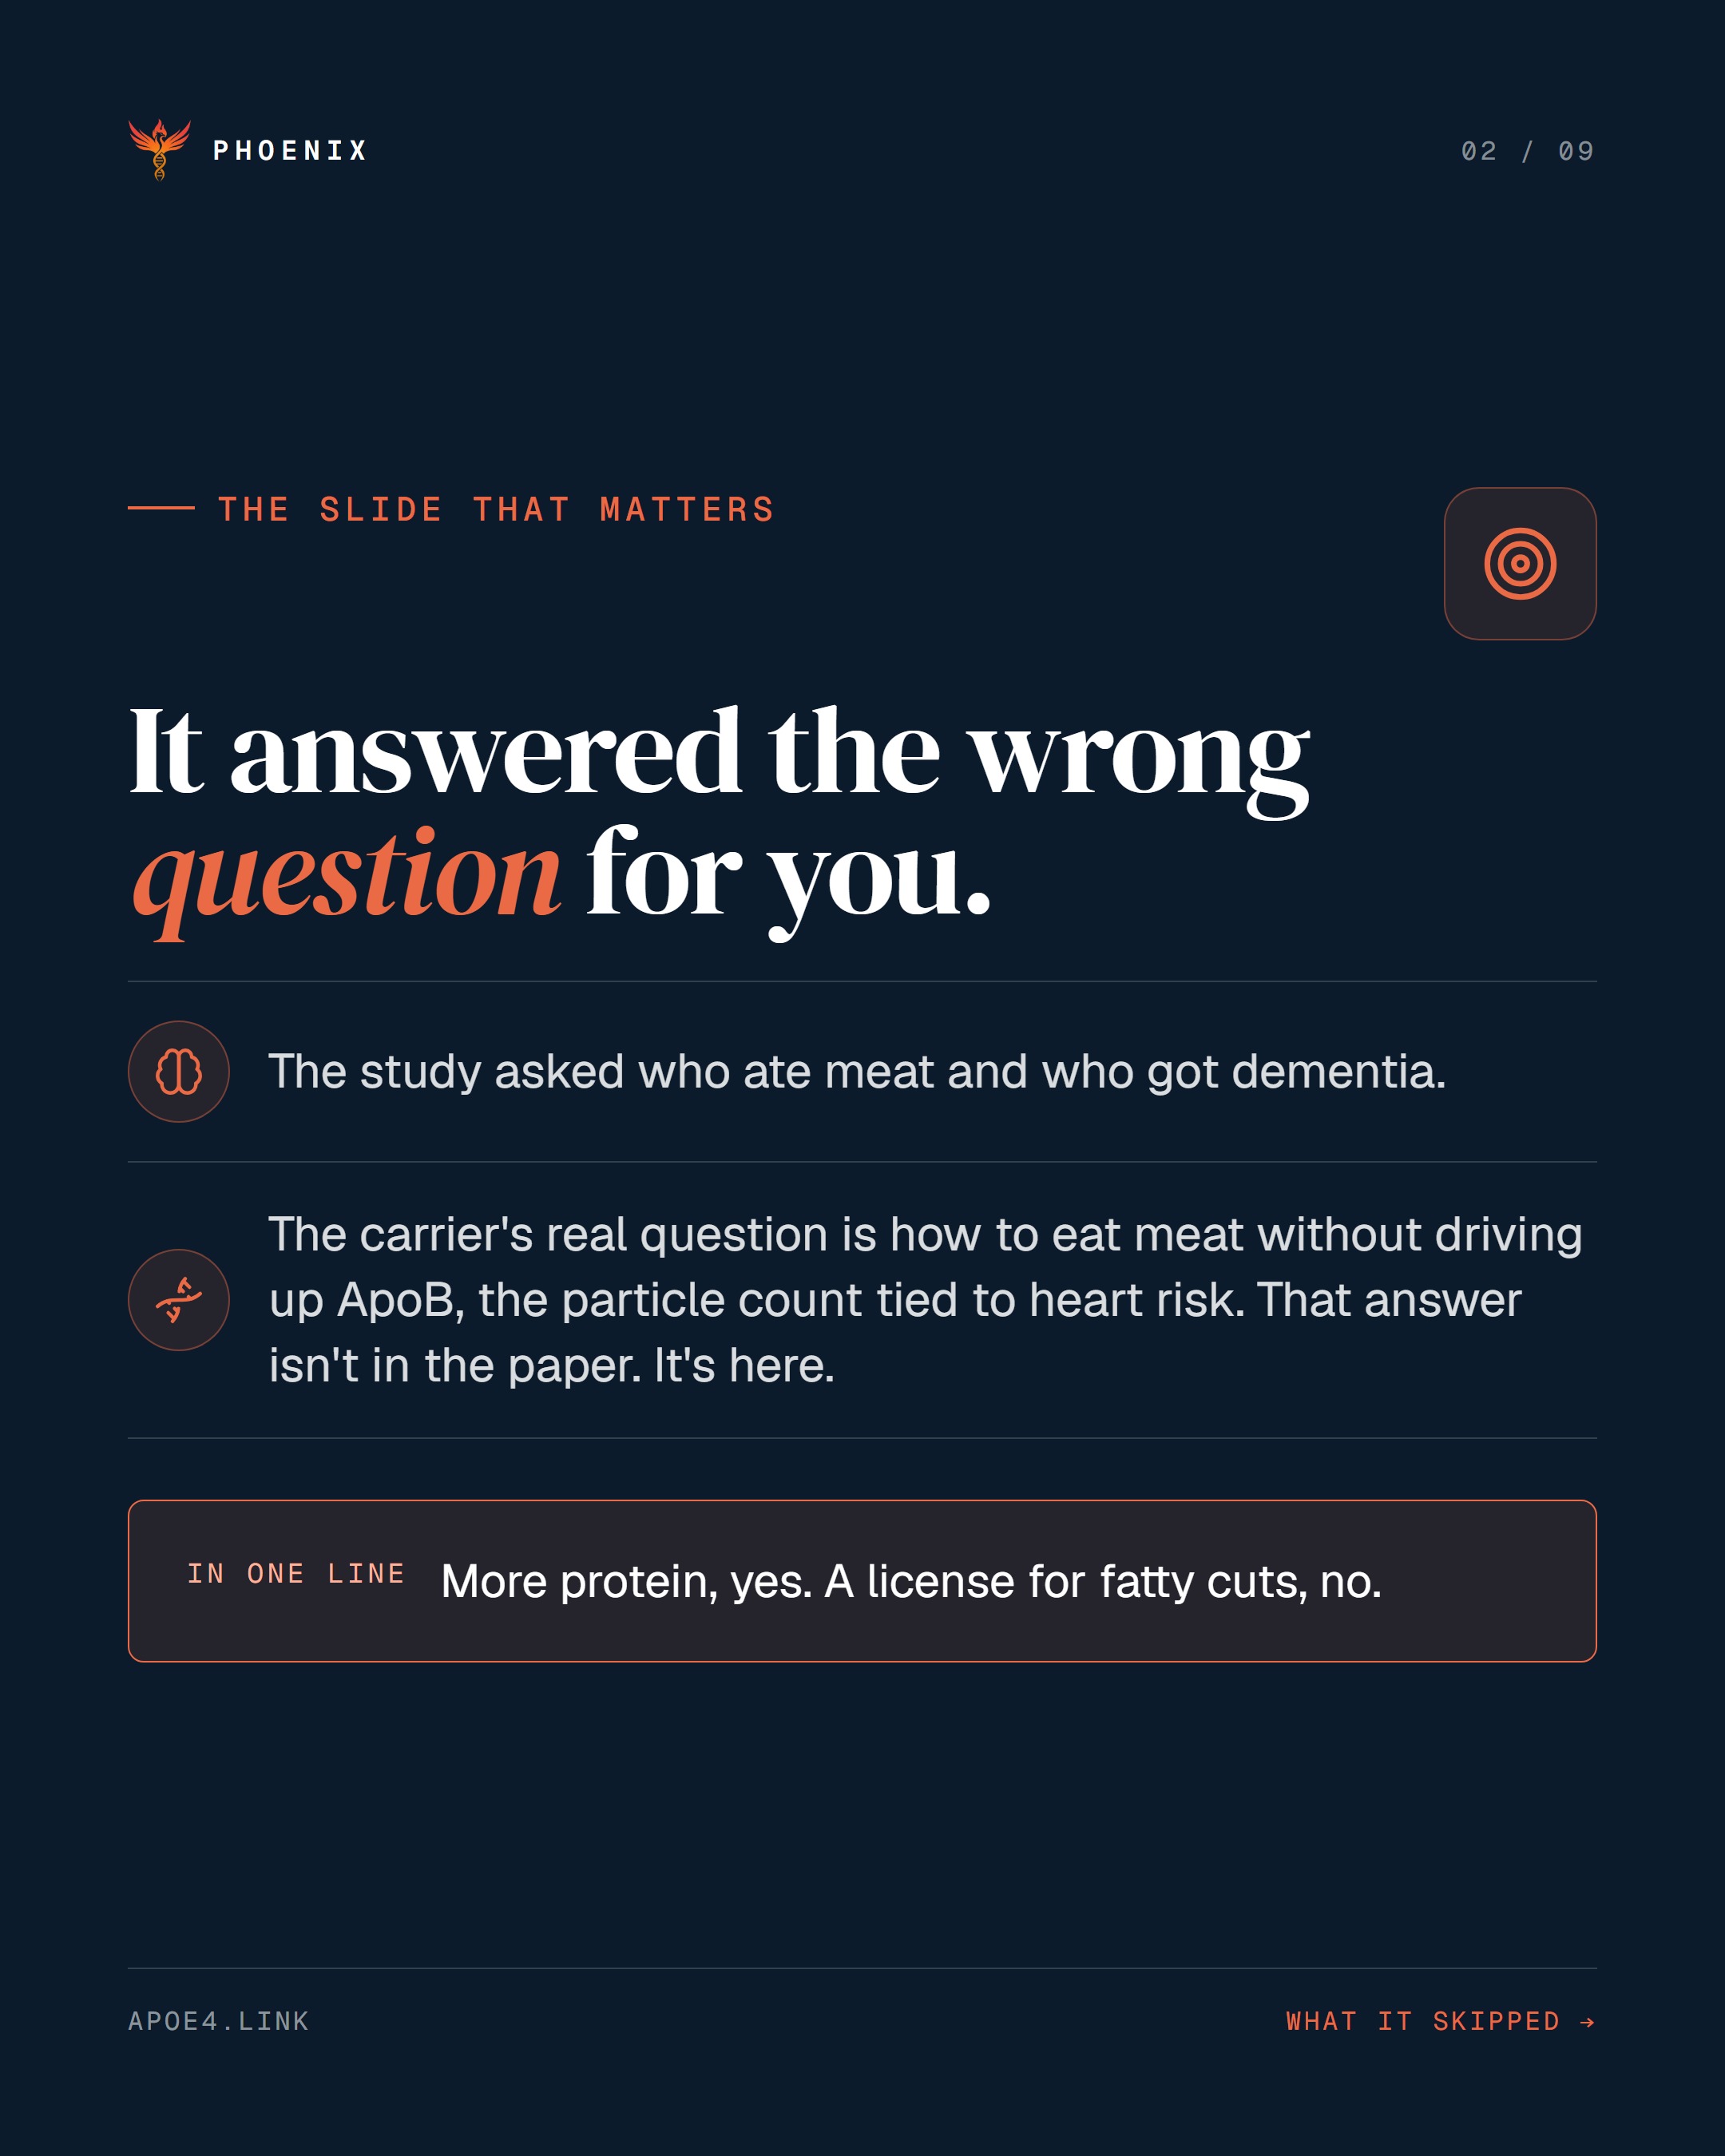 PHOENIX
02 / 09
THE SLIDE THAT MATTERS
It answered the wrong
question for you.
The study asked who ate meat and who got dementia.
The carrier's real question is how to eat meat without driving
up ApoB, the particle count tied to heart risk. That answer
isn't in the paper. It's here.
IN ONE LINE More protein, yes. A license for fatty cuts, no.
APOE4.LINK
WHAT IT SKIPPED →